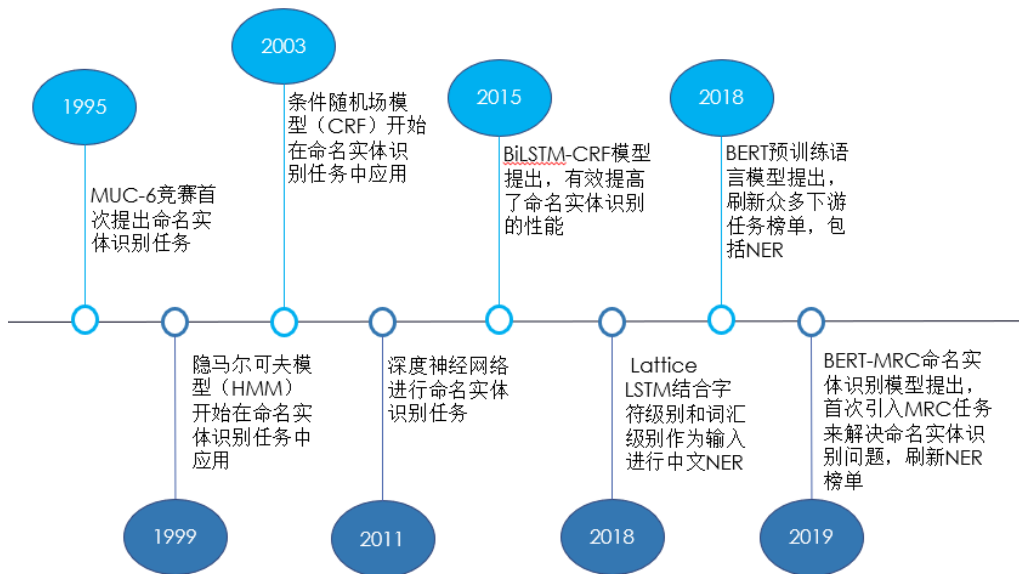 1995
MUC-6竞赛首
次提出命名实
体识别任务
隐马尔可夫模
型（HMM）
开始在命名实
体识别任务中
应用
1999
2003
条件随机场模
型（CRF）开始
在命名实体识
别任务中应用
深度神经网络
进行命名实体
识别任务
2011
2015
BiLSTM-CRF模型
提出，有效提高
了命名实体识别
的性能
Lattice
LSTM结合字
符级别和词汇
级别作为输入
进行中文NER
2018
2018
BERT预训练语
言模型提出，
刷新众多下游
任务榜单，包
括NER
BERT-MRC命名实
体识别模型提出，
首次引入MRC任务
来解决命名实体识
别问题，刷新NER
榜单
2019